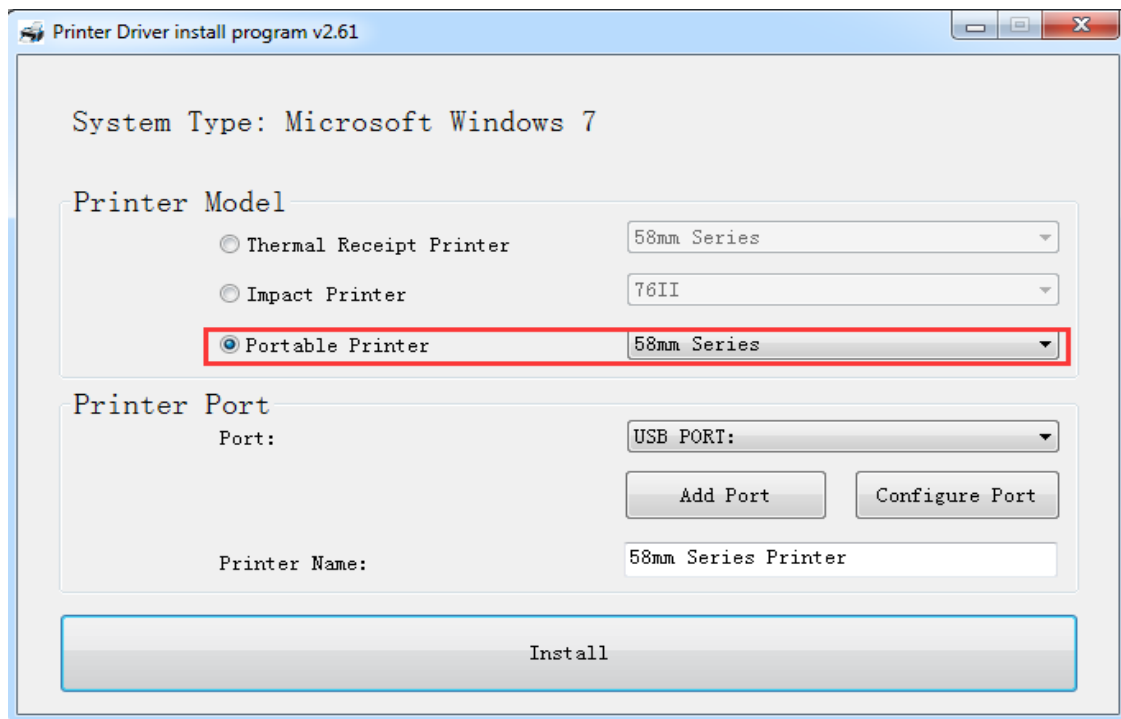 Printer Driver install program v2.61
System Type: Microsoft Windows 7
Printer Model
Thermal Receipt Printer 58mm Series
Impact Printer 76II
Portable Printer 58mm Series
Printer Port
Port: USB PORT:
Add Port Configure Port
Printer Name: 58mm Series Printer
Install